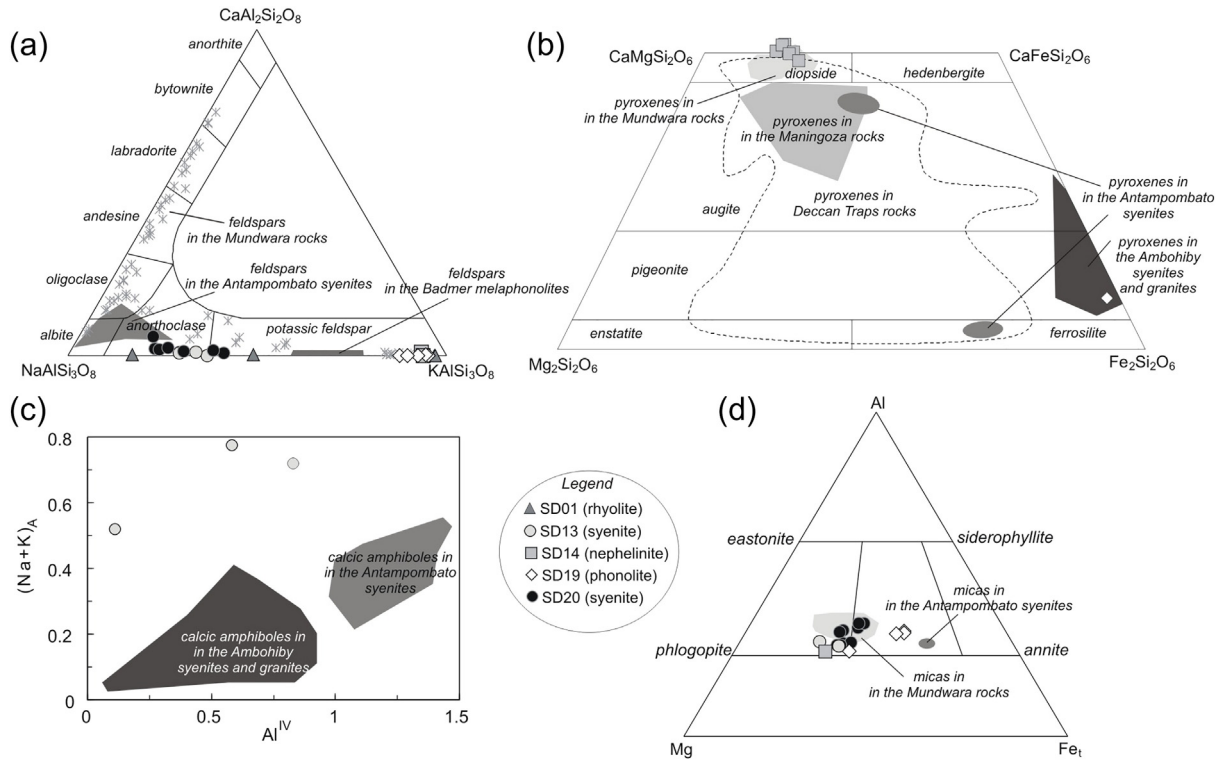 (a)
CaAl2Si2O8
anorthite
bytownite
labradorite
andesine
feldspars
in the Mundwara rocks
oligoclase
feldspars
in the Antampombato syenites
feldspars
in the Badmer melaphonolites
albite
anorthoclase
potassic feldspar
NaAlSi3O8
KAlSi3O8
(b)
CaMgSi2O6
CaFeSi2O6
diopside
hedenbergite
pyroxenes in
in the Mundwara rocks
pyroxenes in
in the Maningoza rocks
augite
pyroxenes in
Deccan Traps rocks
pyroxenes in
in the Antampombato
syenites
pyroxenes in
the Ambohiby
syenites
and granites
pigeonite
enstatite
ferrosilite
Mg2Si2O6
Fe2Si2O6
(c)
(Na+K)A
0.8
0.6
0.4
0.2
0
calcic amphiboles in
in the Antampombato
syenites
calcic amphiboles in
in the Ambohiby
syenites and granites
0
0.5
1
1.5
AlIV
Legend
SD01 (rhyolite)
SD13 (syenite)
SD14 (nephelinite)
SD19 (phonolite)
SD20 (syenite)
(d)
Al
eastonite
siderophyllite
micas in
in the Antampombato syenites
phlogopite
annite
micas in
in the Mundwara rocks
Mg
Fet